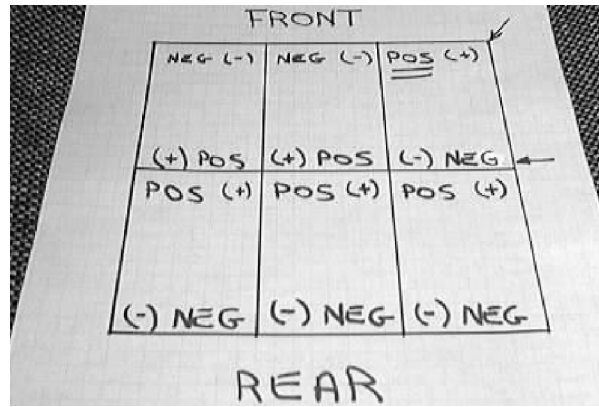 FRONT
NEG (-) NEG (-) POS (+)
(+) POS (+) POS (-) NEG
POS (+) POS (+) POS (+)
(-) NEG (-) NEG (-) NEG
REAR